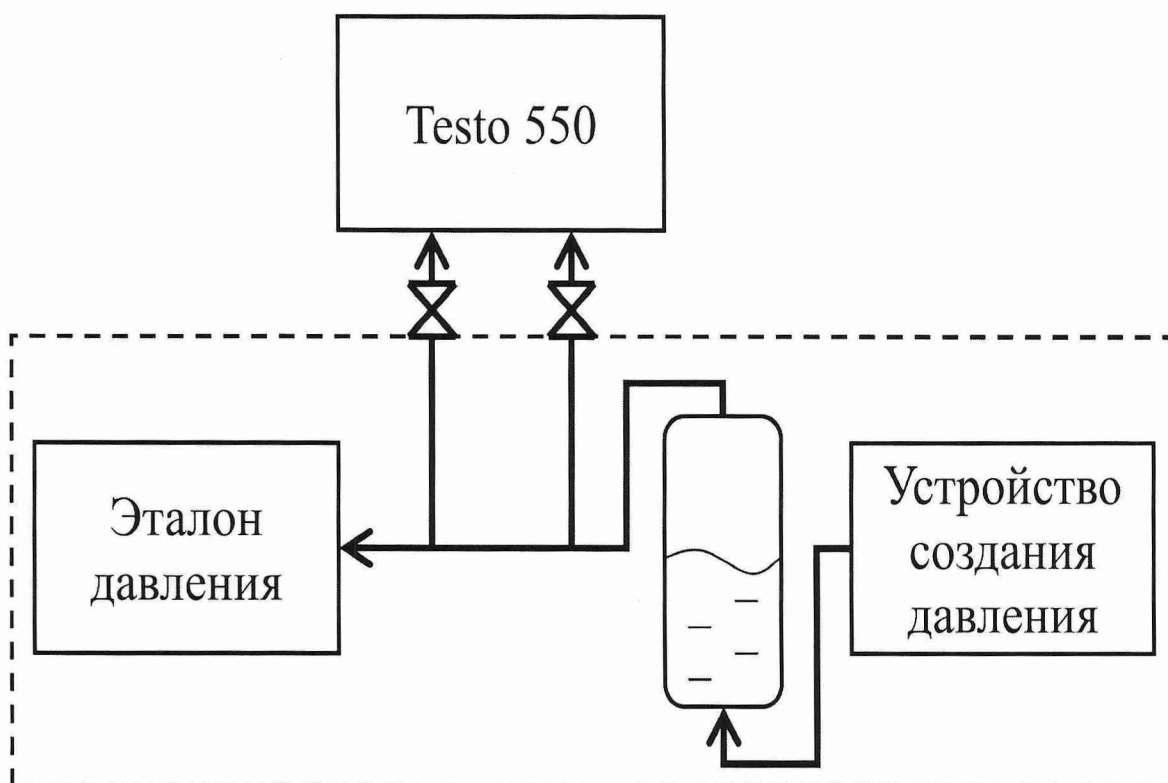 Testo 550
Эталон
давления
Устройство
создания
давления